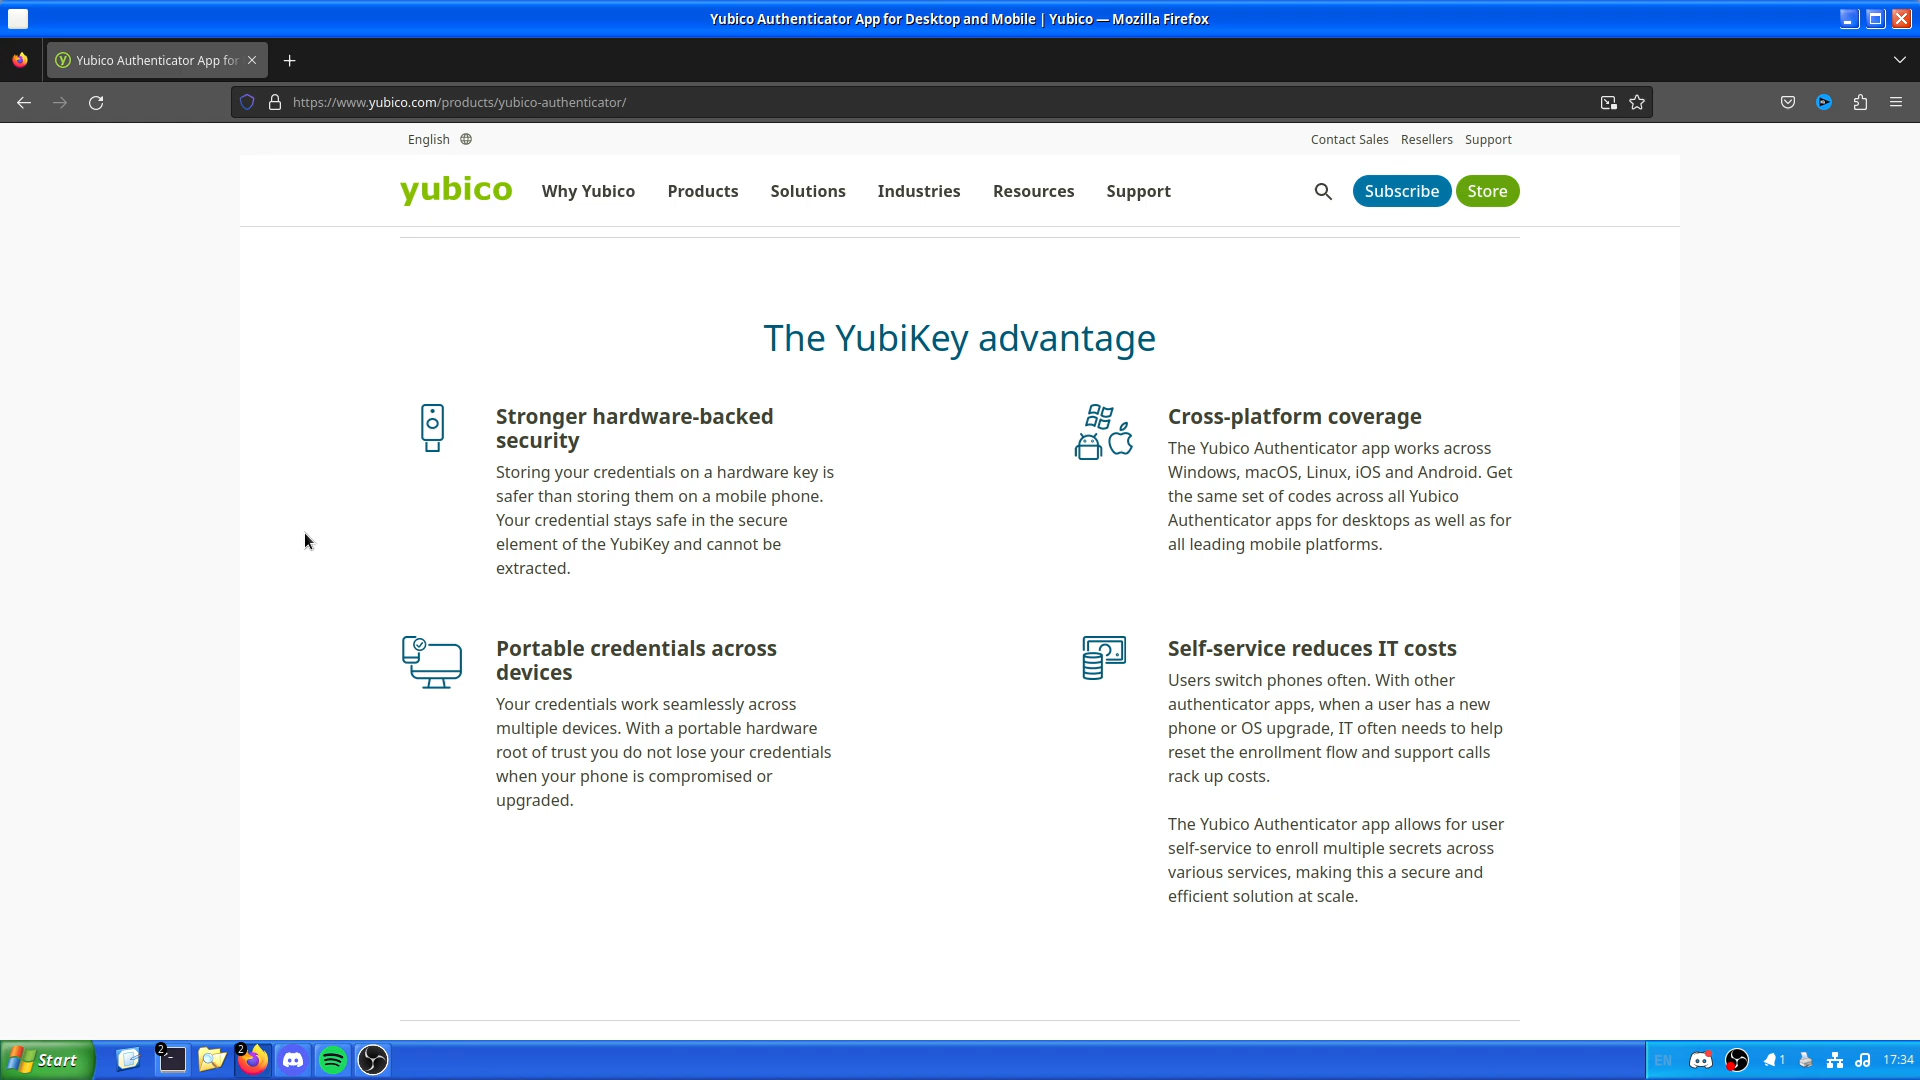 Yubico Authenticator App for Desktop and Mobile | Yubico — Mozilla Firefox
Yubico Authenticator App for
https://www.yubico.com/products/yubico-authenticator/
English
Contact Sales Resellers Support
yubico Why Yubico Products Solutions Industries Resources Support Subscribe Store
The YubiKey advantage
Stronger hardware-backed
security
Storing your credentials on a hardware key is
safer than storing them on a mobile phone.
Your credential stays safe in the secure
element of the YubiKey and cannot be
extracted.
Cross-platform coverage
The Yubico Authenticator app works across
Windows, macOS, Linux, iOS and Android. Get
the same set of codes across all Yubico
Authenticator apps for desktops as well as for
all leading mobile platforms.
Portable credentials across
devices
Your credentials work seamlessly across
multiple devices. With a portable hardware
root of trust you do not lose your credentials
when your phone is compromised or
upgraded.
Self-service reduces IT costs
Users switch phones often. With other
authenticator apps, when a user has a new
phone or OS upgrade, IT often needs to help
reset the enrollment flow and support calls
rack up costs.
The Yubico Authenticator app allows for user
self-service to enroll multiple secrets across
various services, making this a secure and
efficient solution at scale.
Start 2 2 EN 1 17:34